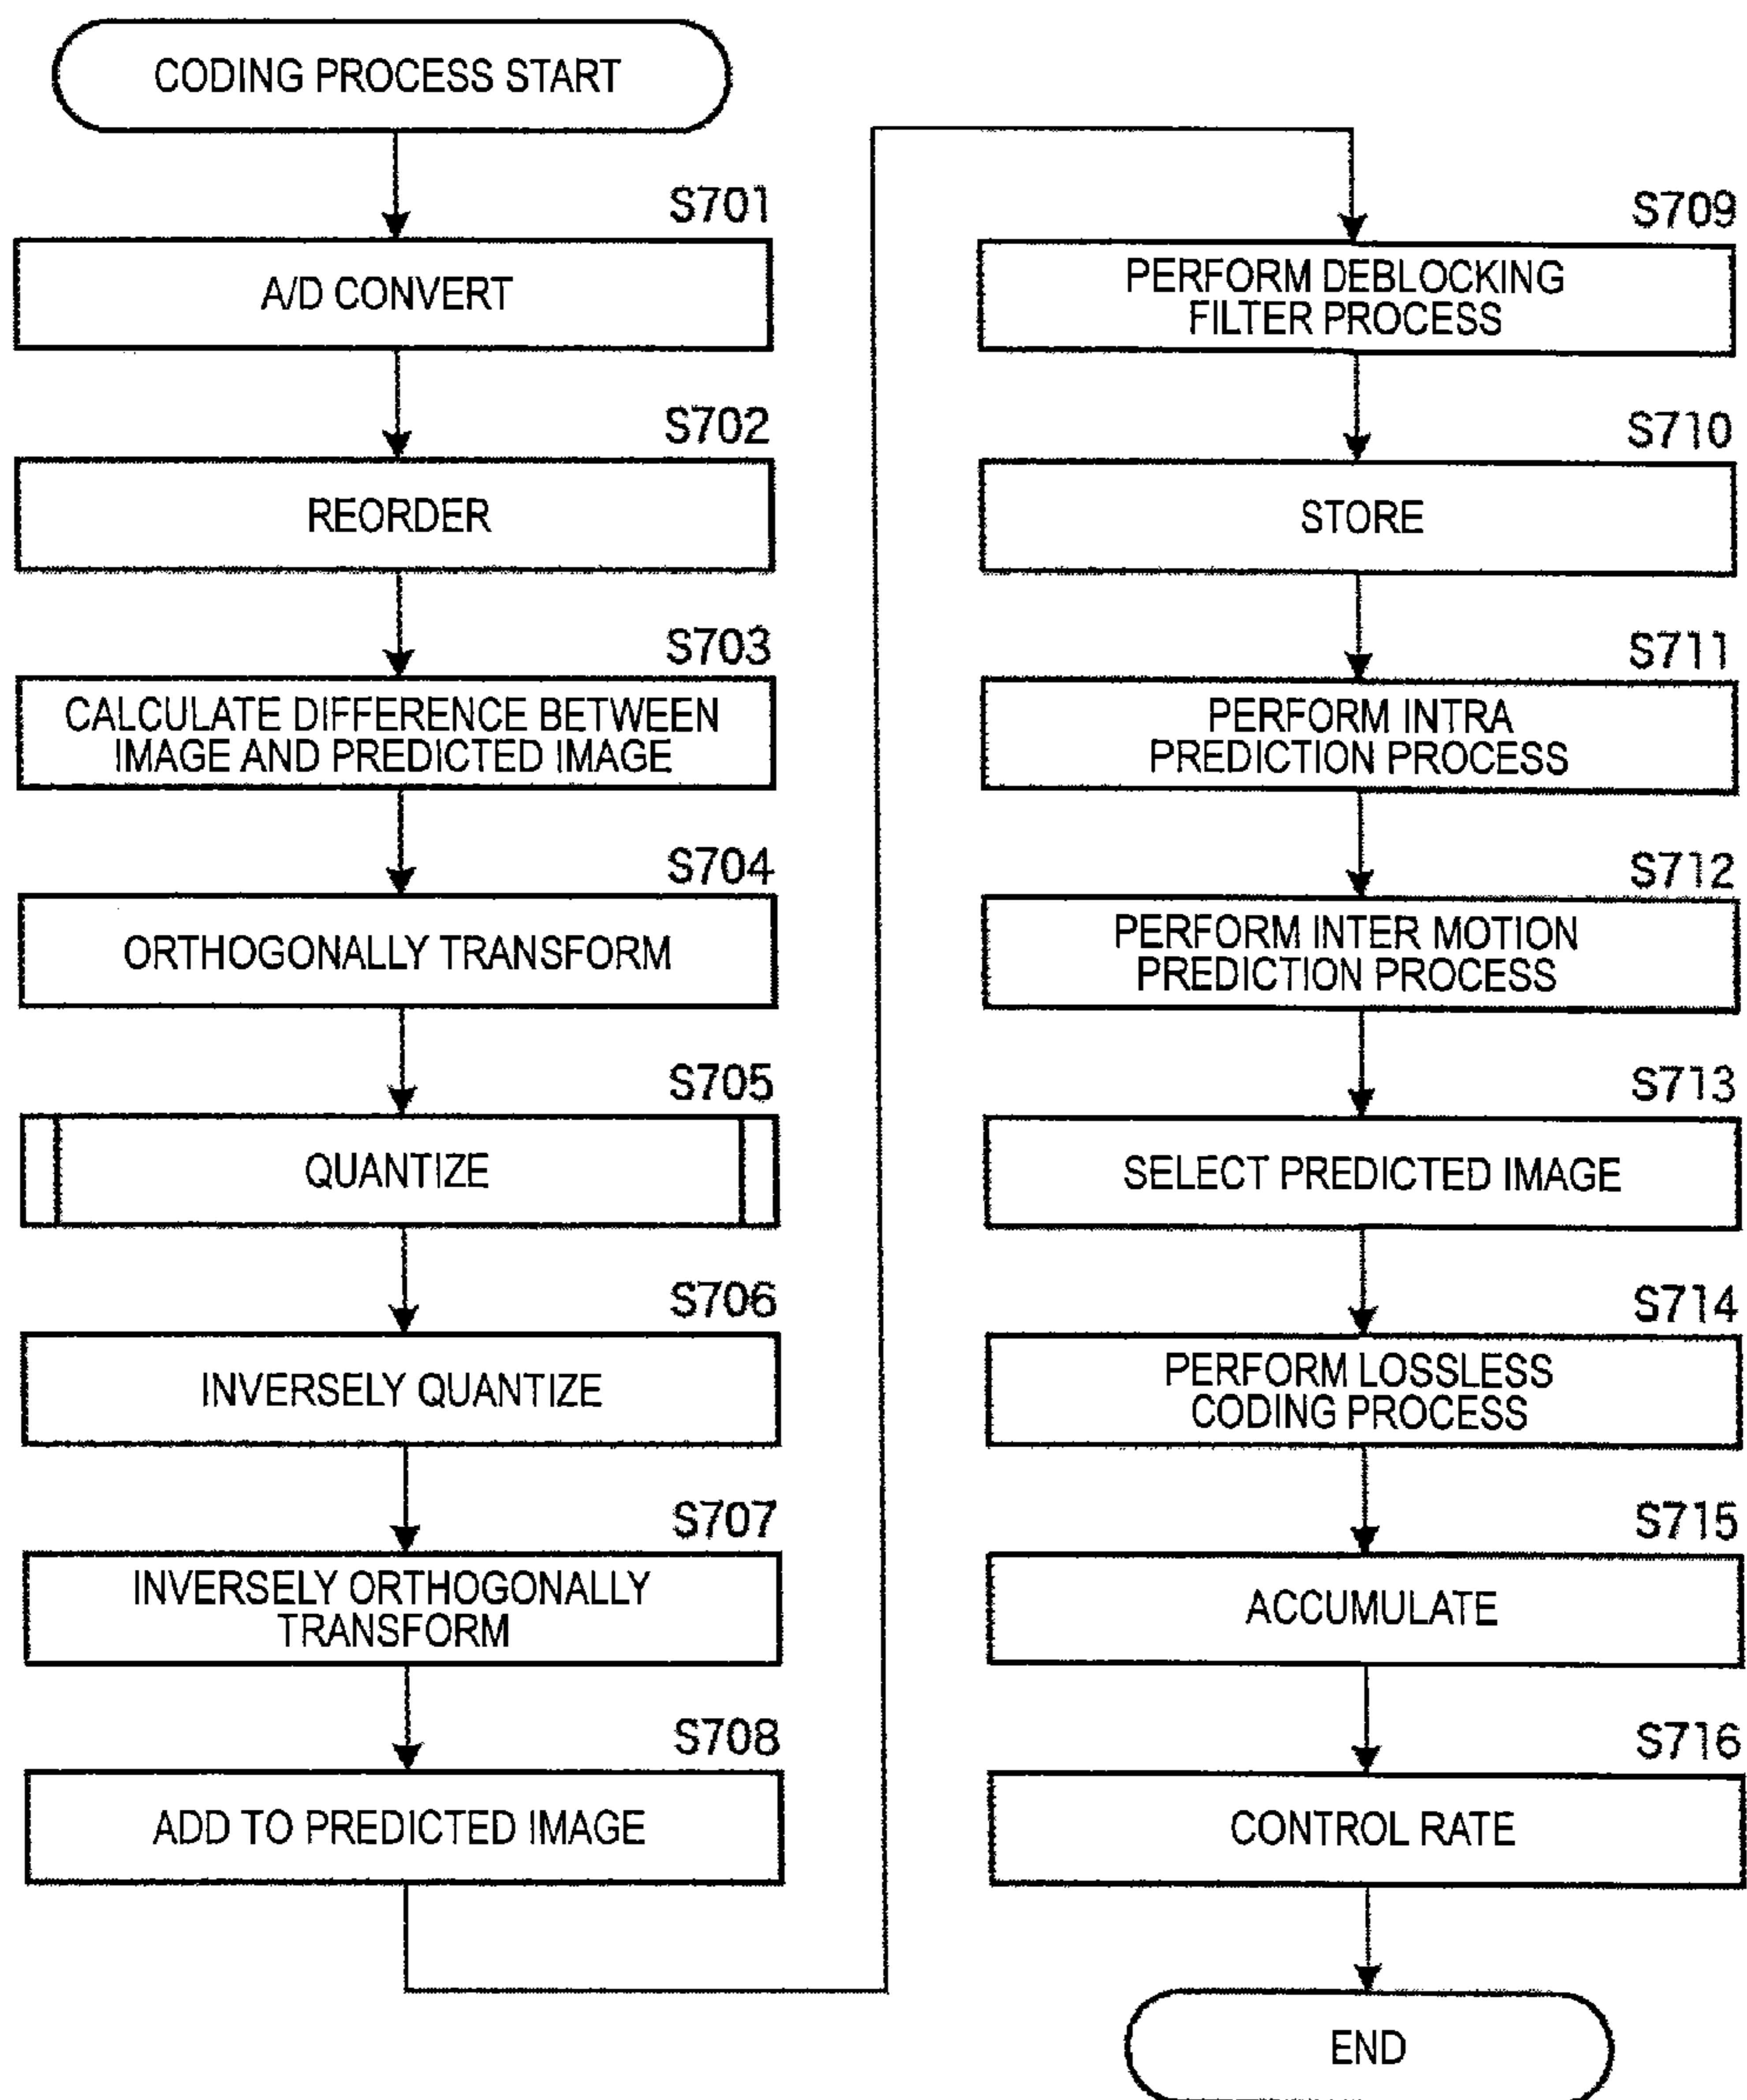 CODING PROCESS START
S701
A/D CONVERT
S702
REORDER
S703
CALCULATE DIFFERENCE BETWEEN
IMAGE AND PREDICTED IMAGE
S704
ORTHOGONALLY TRANSFORM
S705
QUANTIZE
S706
INVERSELY QUANTIZE
S707
INVERSELY ORTHOGONALLY
TRANSFORM
S708
ADD TO PREDICTED IMAGE
S709
PERFORM DEBLOCKING
FILTER PROCESS
S710
STORE
S711
PERFORM INTRA
PREDICTION PROCESS
S712
PERFORM INTER MOTION
PREDICTION PROCESS
S713
SELECT PREDICTED IMAGE
S714
PERFORM LOSSLESS
CODING PROCESS
S715
ACCUMULATE
S716
CONTROL RATE
END